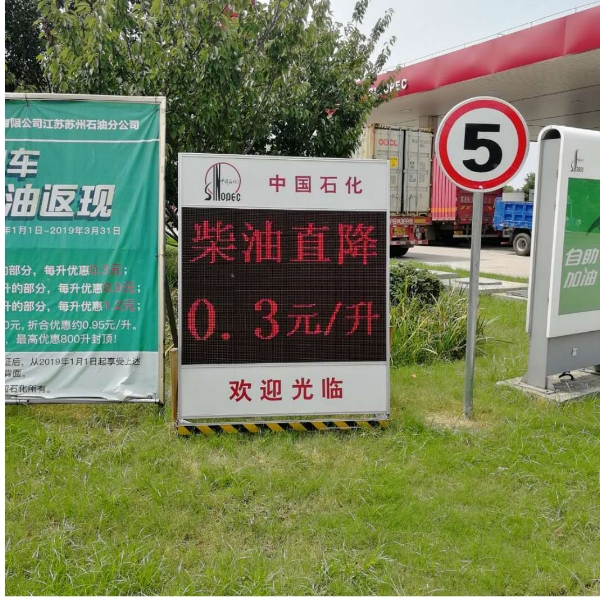 有限公司江苏苏州石油分公司
车
油返现
年1月1日-2019年3月31日
的部分，每升优惠
升的部分，每升优惠
升的部分，每升优惠
0元，折合优惠约0.95元/升。
，最高优惠800升封顶！
证后，从2019年1月1日起享受上述
石化所有。
中国石化
SINOPEC
中国石化
柴油直降
0.3元/升
欢迎光临
5
OPEC
自助
加油